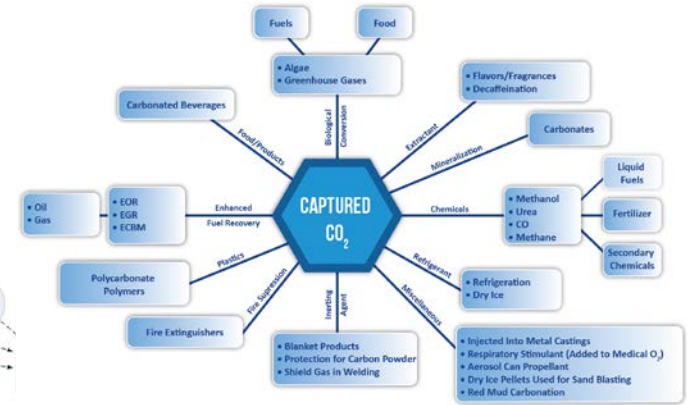 Fuels
Food
• Algae
• Greenhouse Gases
Biological
Conversion
• Flavors/Fragrances
• Decaffeination
Extractant
Carbonated Beverages
Food/Products
Carbonates
Mineralization
CAPTURED
CO₂
• Oil
• Gas
• EOR
• EGR
• ECBM
Enhanced
Fuel Recovery
Chemicals
• Methanol
• Urea
• CO
• Methane
Liquid
Fuels
Fertilizer
Secondary
Chemicals
Plastics
Polycarbonate
Polymers
Refrigerant
• Refrigeration
• Dry Ice
Fire Supression
Fire Extinguishers
Inerting
Agent
• Blanket Products
• Protection for Carbon Powder
• Shield Gas in Welding
Miscellaneous
• Injected Into Metal Castings
• Respiratory Stimulant (Added to Medical O₂)
• Aerosol Can Propellant
• Dry Ice Pellets Used for Sand Blasting
• Red Mud Carbonation